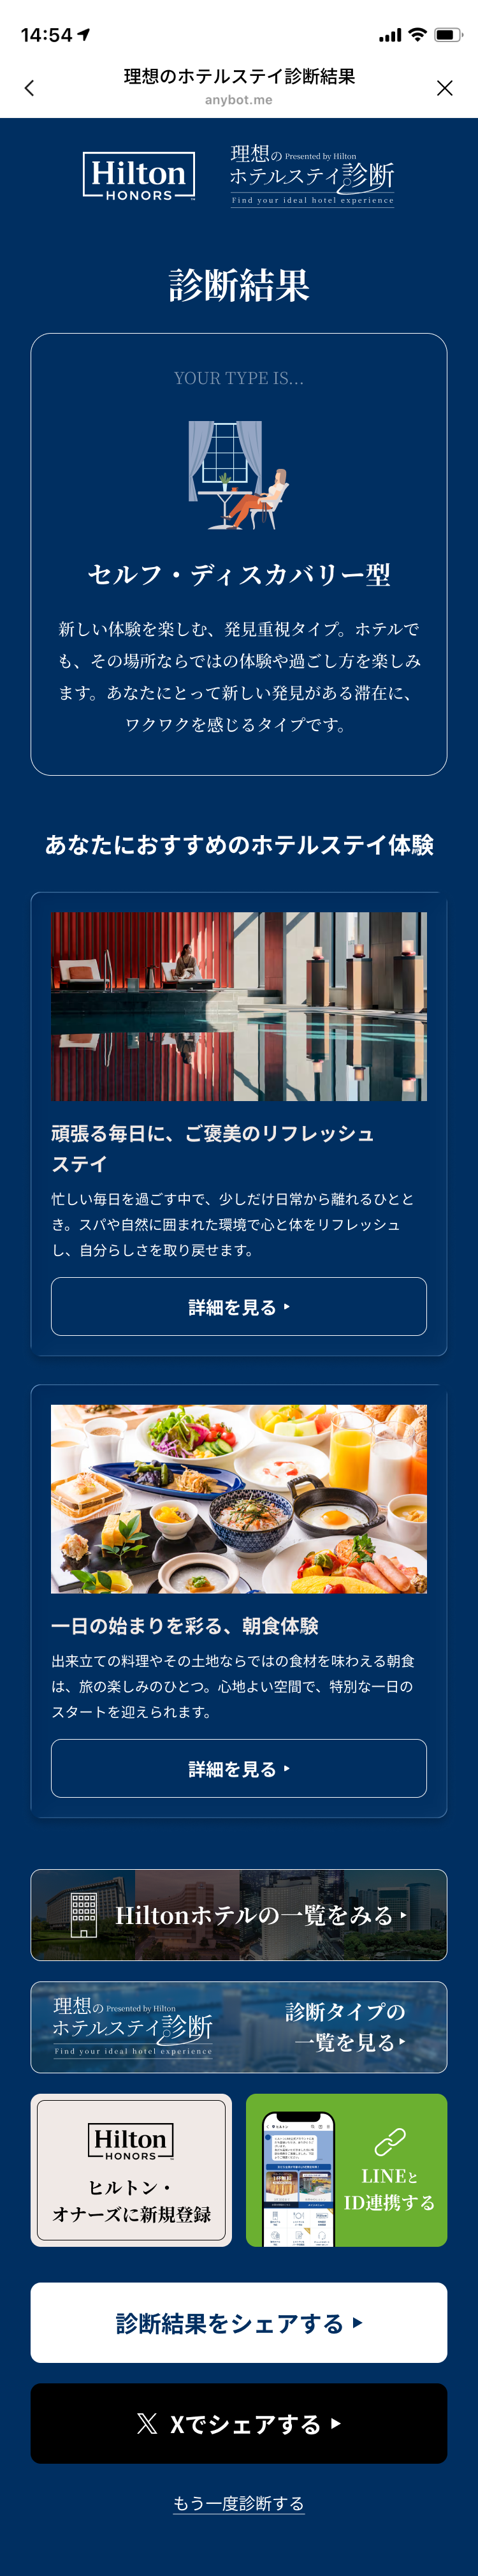 14:54
理想のホテルステイ診断結果
anybot.me
Hilton
HONORS
理想の Presented by Hilton
ホテルステイ診断
Find your ideal hotel experience
診断結果
YOUR TYPE IS...
セルフ・ディスカバリー型
新しい体験を楽しむ、発見重視タイプ。ホテルで
も、その場所ならではの体験や過ごし方を楽しみ
ます。あなたにとって新しい発見がある滞在に、
ワクワクを感じるタイプです。
あなたにおすすめのホテルステイ体験
頑張る毎日に、ご褒美のリフレッシュ
ステイ
忙しい毎日を過ごす中で、少しだけ日常から離れるひとと
き。スパや自然に囲まれた環境で心と体をリフレッシュ
し、自分らしさを取り戻せます。
詳細を見る
一日の始まりを彩る、朝食体験
出来立ての料理やその土地ならではの食材を味わえる朝食
は、旅の楽しみのひとつ。心地よい空間で、特別な一日の
スタートを迎えられます。
詳細を見る
Hiltonホテルの一覧をみる
理想の Presented by Hilton
ホテルステイ診断
Find your ideal hotel experience
診断タイプの
一覧を見る
Hilton
HONORS
ヒルトン・
オナーズに新規登録
LINEと
ID連携する
診断結果をシェアする
Xでシェアする
もう一度診断する